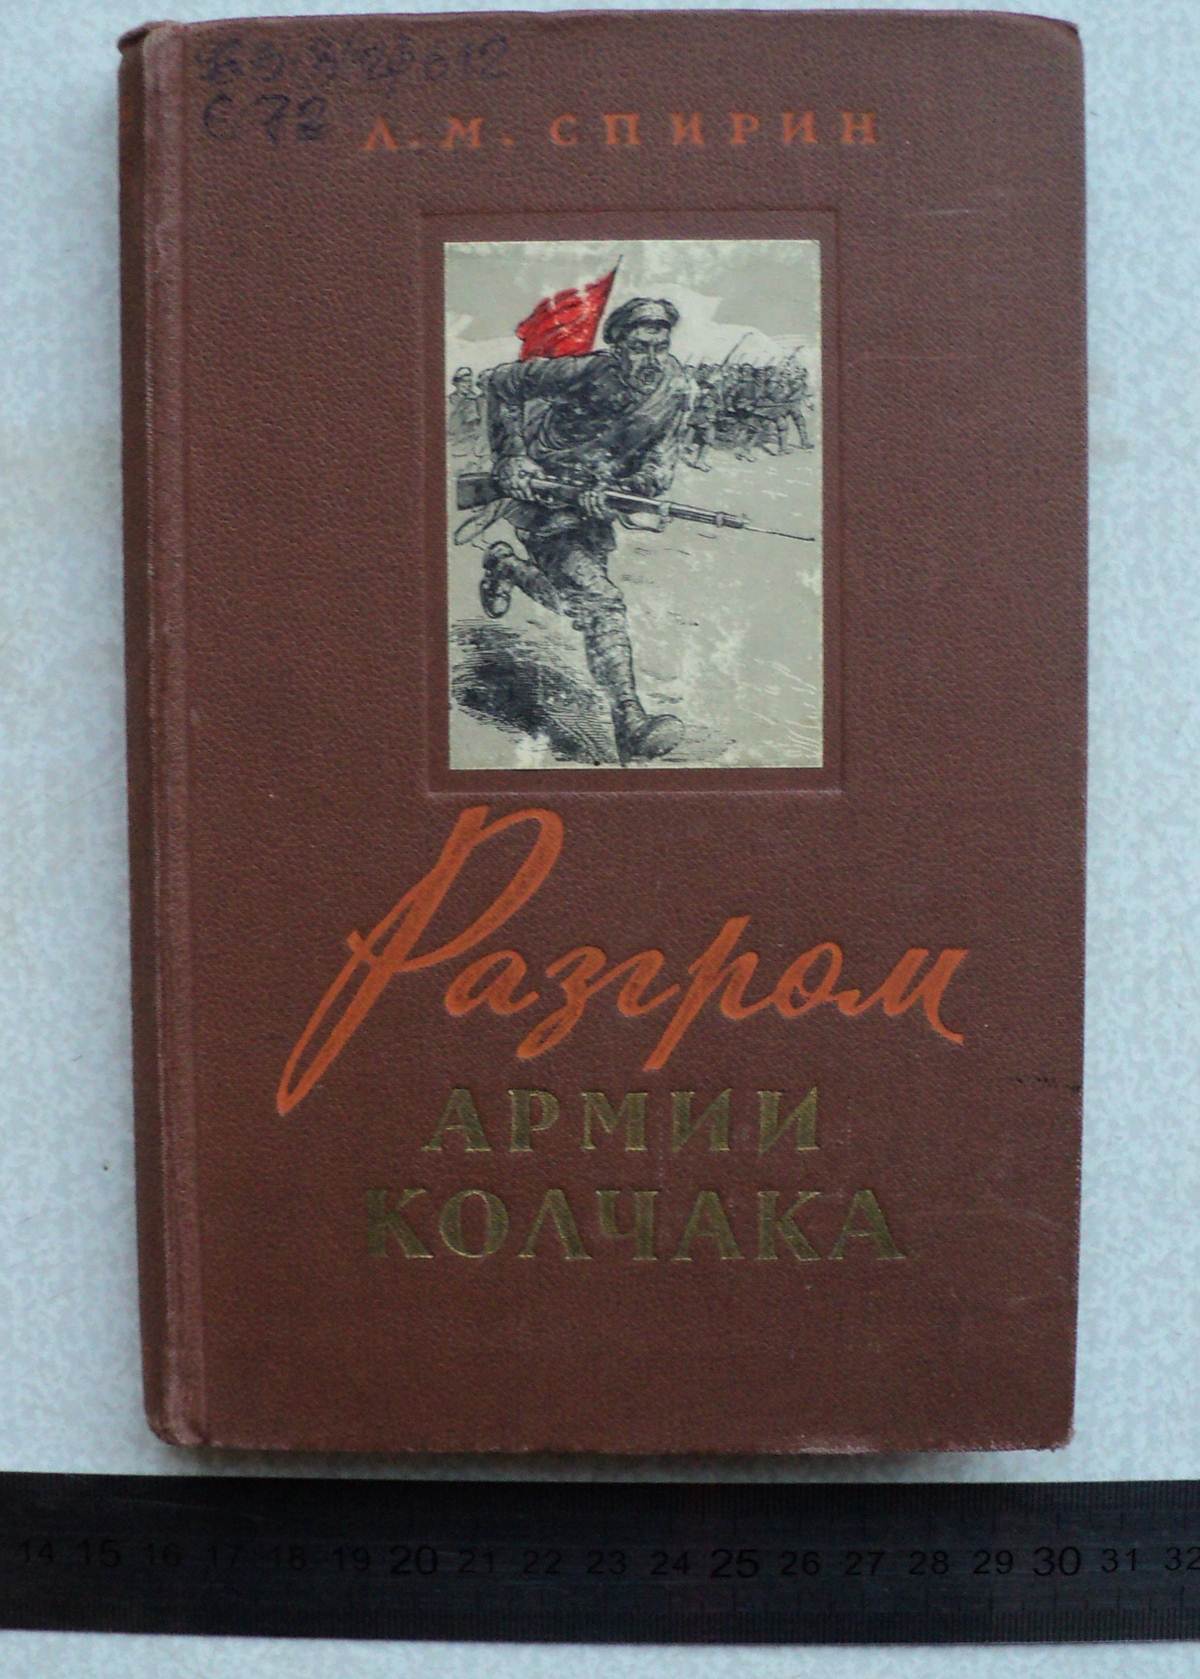 С 72
Л. М. СПИРИН
Разгром
АРМИИ
КОЛЧАКА
14 15 16 17 18 19 20 21 22 23 24 25 26 27 28 29 30 31 32